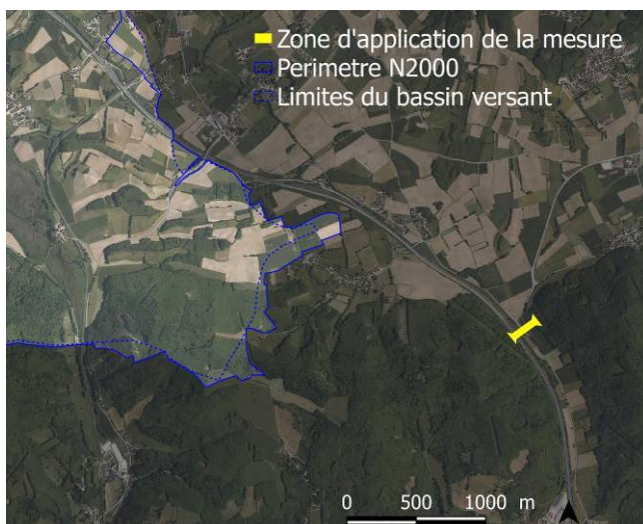 Zone d'application de la mesure
Perimetre N2000
Limites du bassin versant
0 500 1000 m